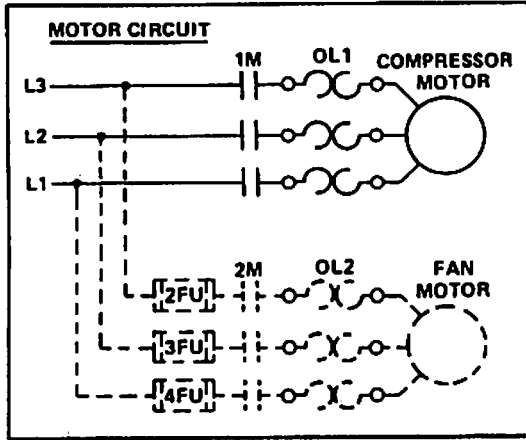 MOTOR CIRCUIT
1M OL1 COMPRESSOR
MOTOR
L3
L2
L1
2M OL2 FAN
MOTOR
2FU
3FU
4FU